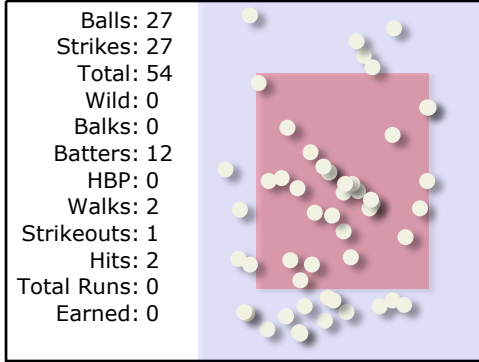 Balls: 27
Strikes: 27
Total: 54
Wild: 0
Balks: 0
Batters: 12
HBP: 0
Walks: 2
Strikeouts: 1
Hits: 2
Total Runs: 0
Earned: 0